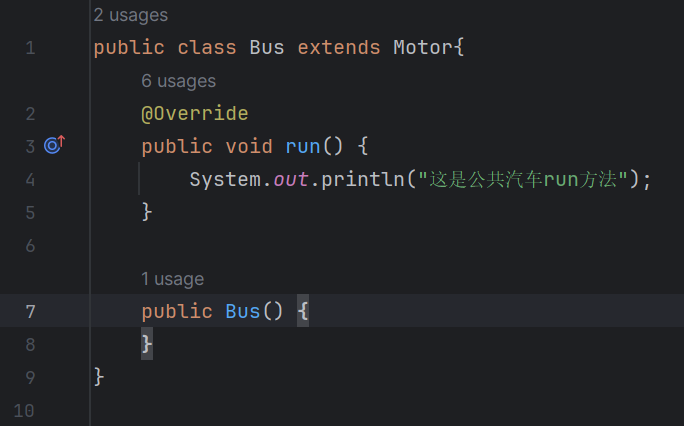 2 usages
1 public class Bus extends Motor{
6 usages
2 @Override
3 public void run() {
4 System.out.println("这是公共汽车run方法");
5 }
6
1 usage
7 public Bus() {
8 }
9 }
10